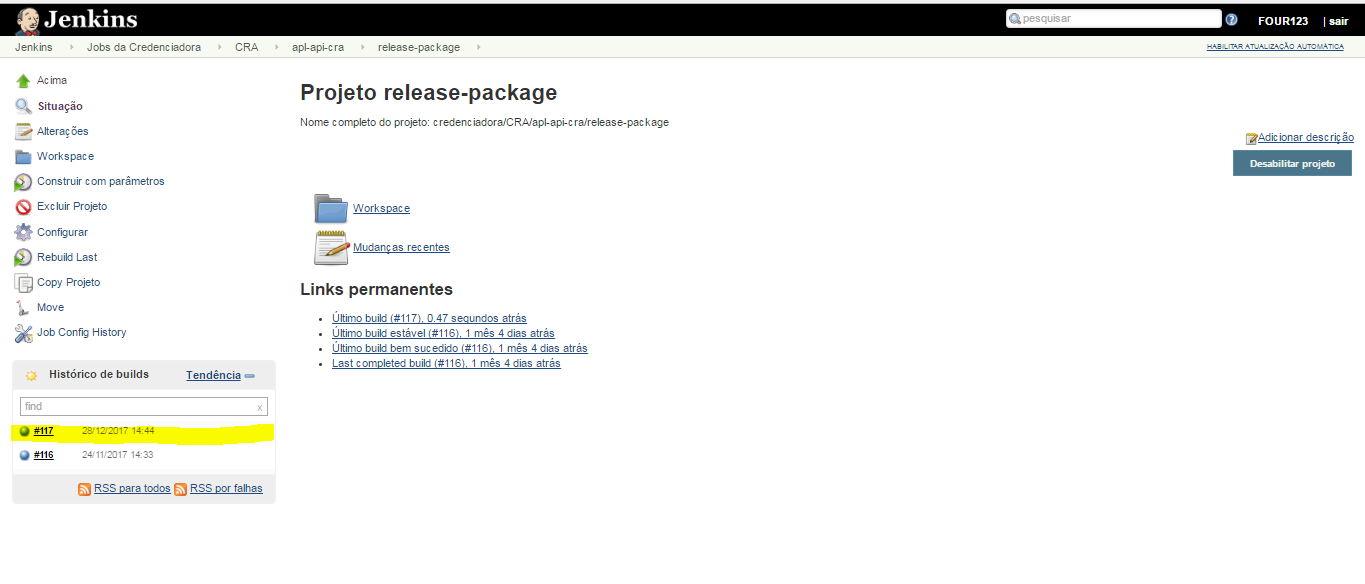 Jenkins
pesquisar
FOUR123
| sair
Jenkins
Jobs da Credenciadora
CRA
apl-api-cra
release-package
HABILITAR ATUALIZAÇÃO AUTOMÁTICA
Acima
Situação
Alterações
Workspace
Construir com parâmetros
Excluir Projeto
Configurar
Rebuild Last
Copy Projeto
Move
Job Config History
Histórico de builds
Tendência
find
x
#117 28/12/2017 14:44
#116 24/11/2017 14:33
RSS para todos
RSS por falhas
Projeto release-package
Nome completo do projeto: credenciadora/CRA/apl-api-cra/release-package
Adicionar descrição
Desabilitar projeto
Workspace
Mudanças recentes
Links permanentes
Último build (#117), 0.47 segundos atrás
Último build estável (#116), 1 mês 4 dias atrás
Último build bem sucedido (#116), 1 mês 4 dias atrás
Last completed build (#116), 1 mês 4 dias atrás